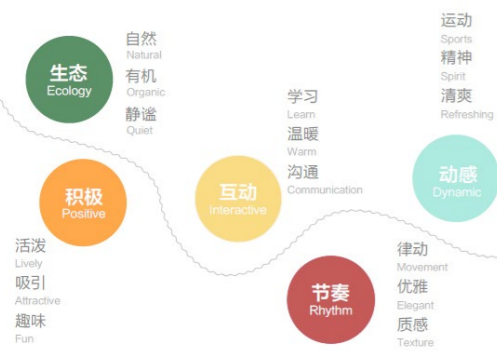 生态
Ecology
自然
Natural
有机
Organic
静谧
Quiet
积极
Positive
活泼
Lively
吸引
Attractive
趣味
Fun
互动
Interactive
学习
Learn
温暖
Warm
沟通
Communication
节奏
Rhythm
律动
Movement
优雅
Elegant
质感
Texture
动感
Dynamic
运动
Sports
精神
Spirit
清爽
Refreshing